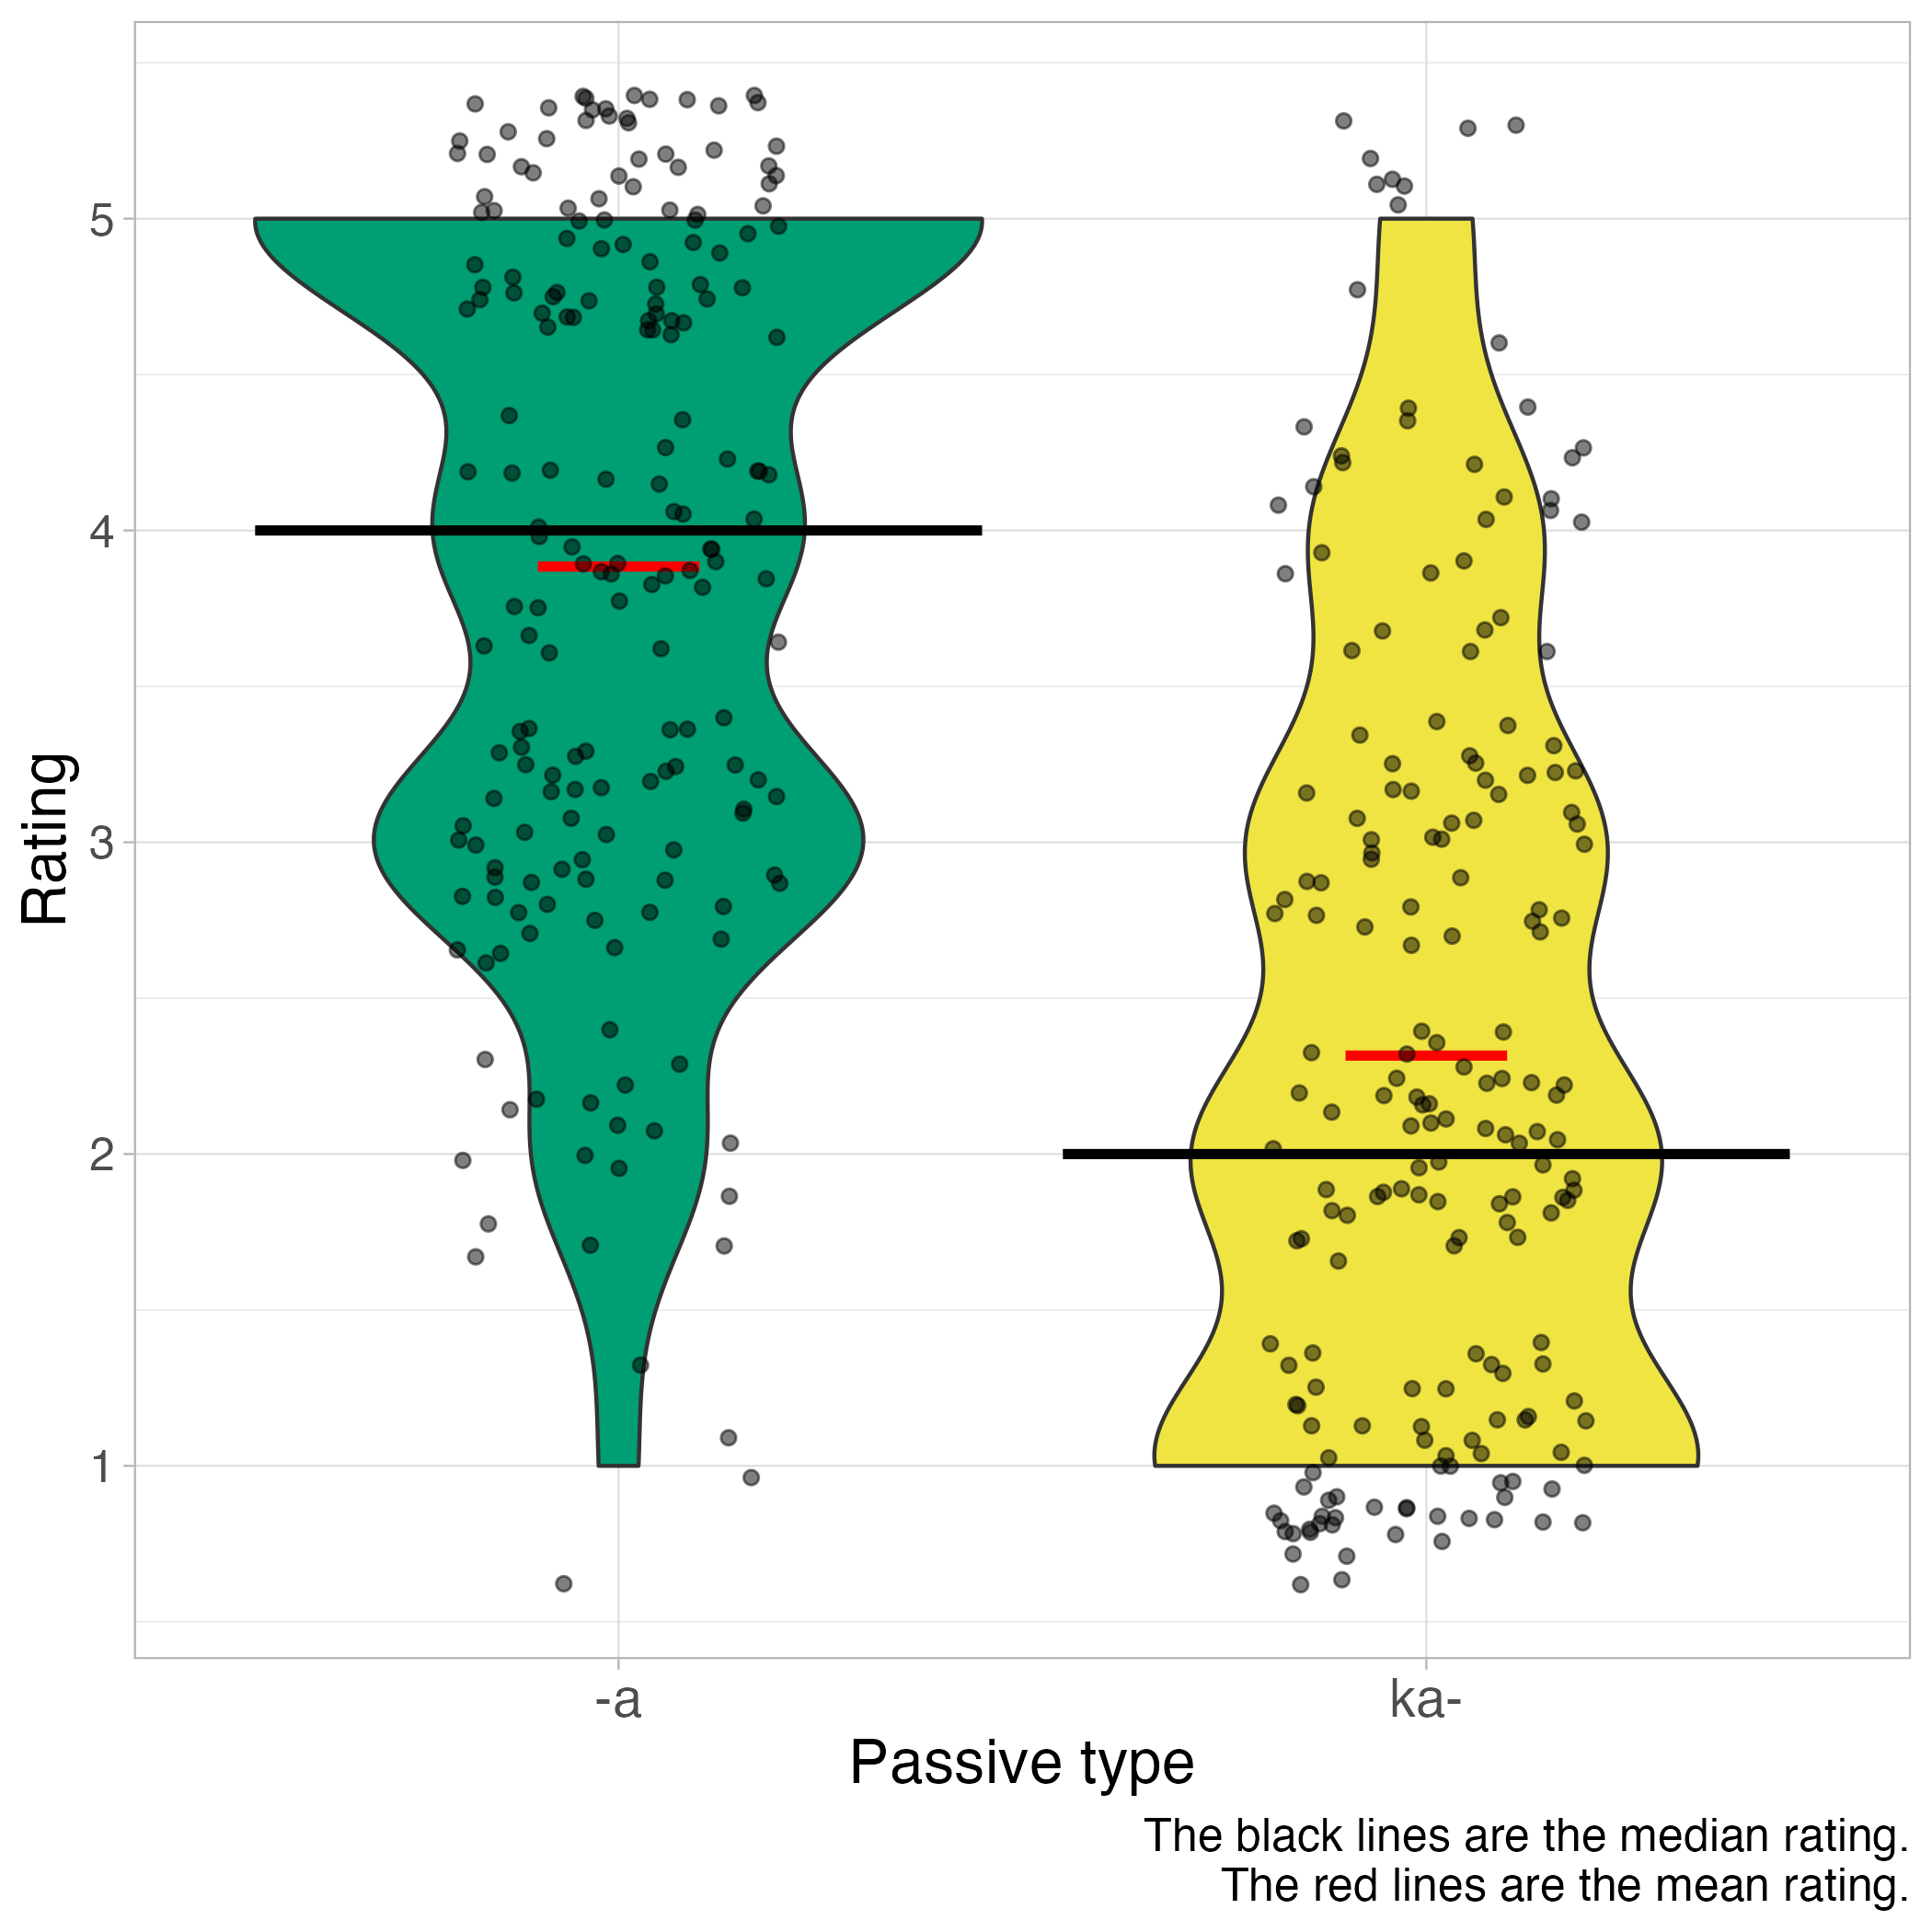 Rating
5
4
3
2
1
-a
ka-
Passive type
The black lines are the median rating.
The red lines are the mean rating.